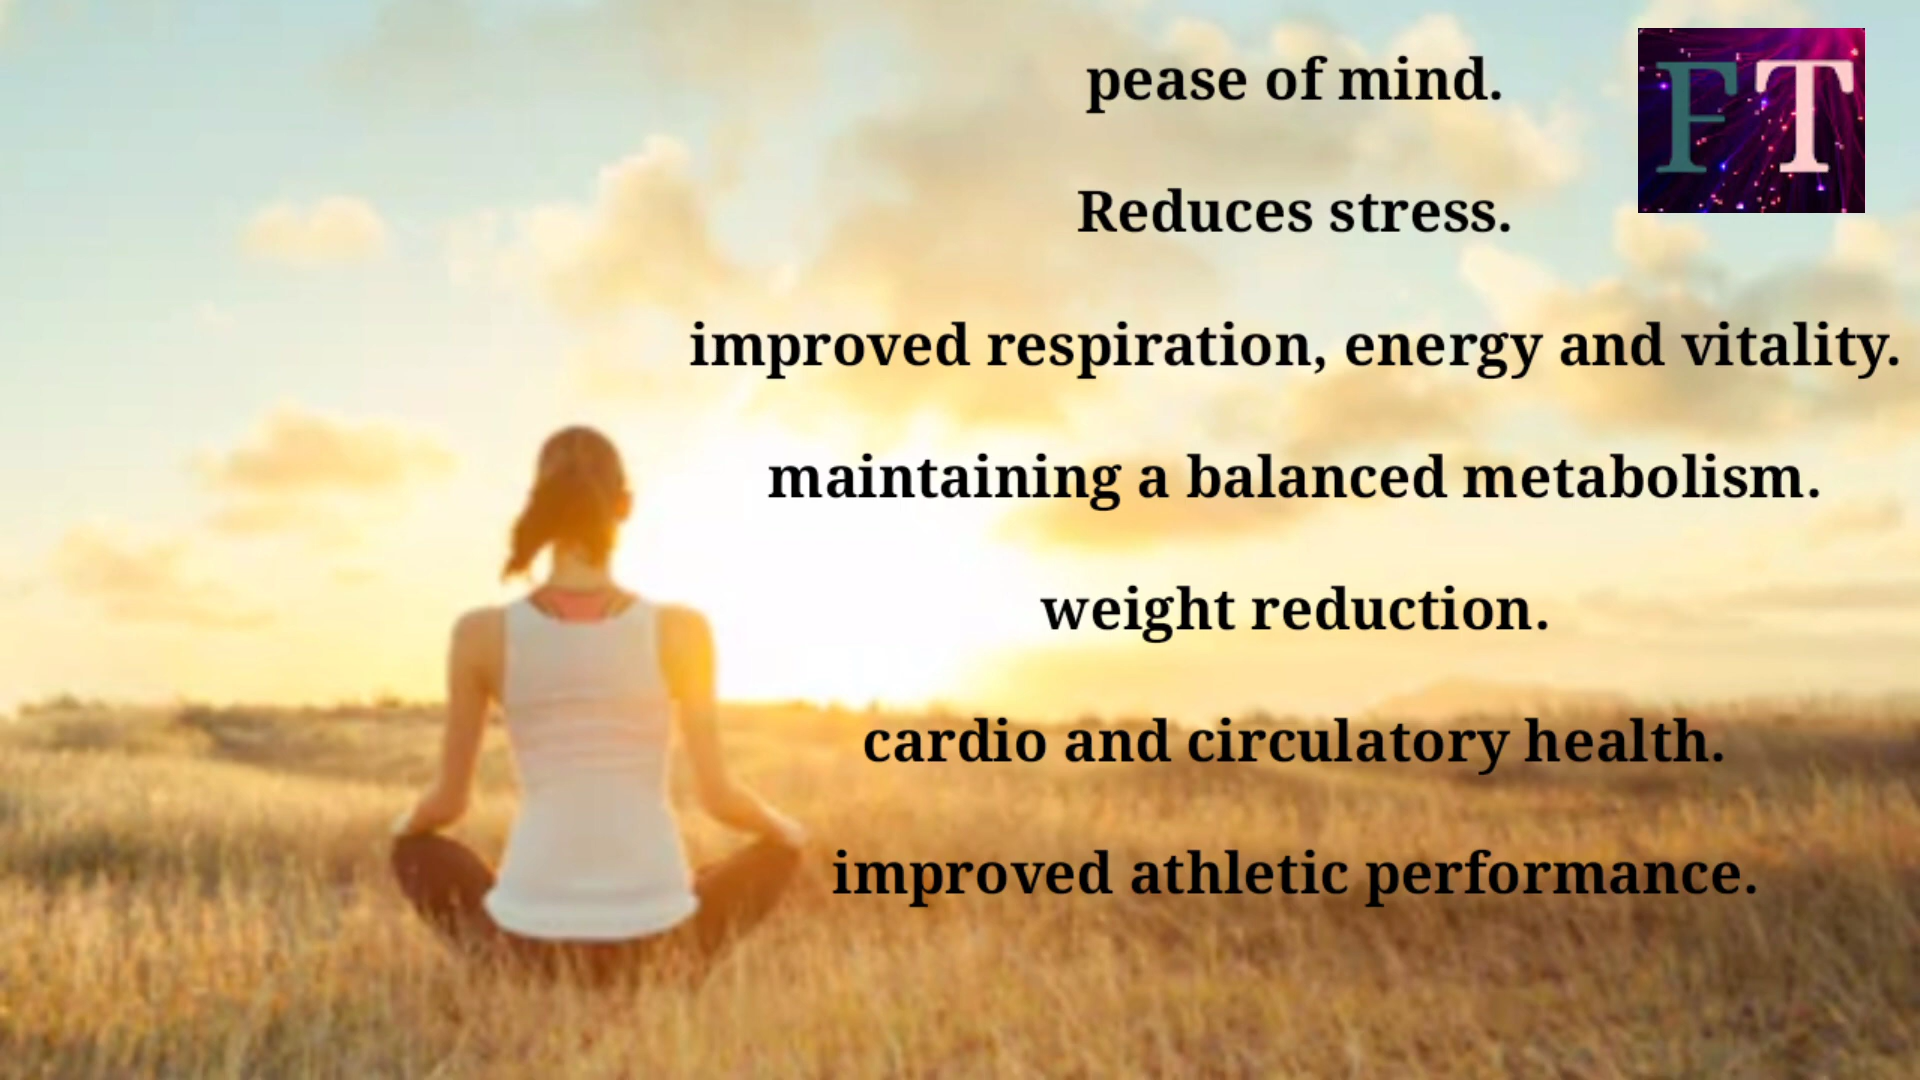 pease of mind.
FT
Reduces stress.
improved respiration, energy and vitality.
maintaining a balanced metabolism.
weight reduction.
cardio and circulatory health.
improved athletic performance.